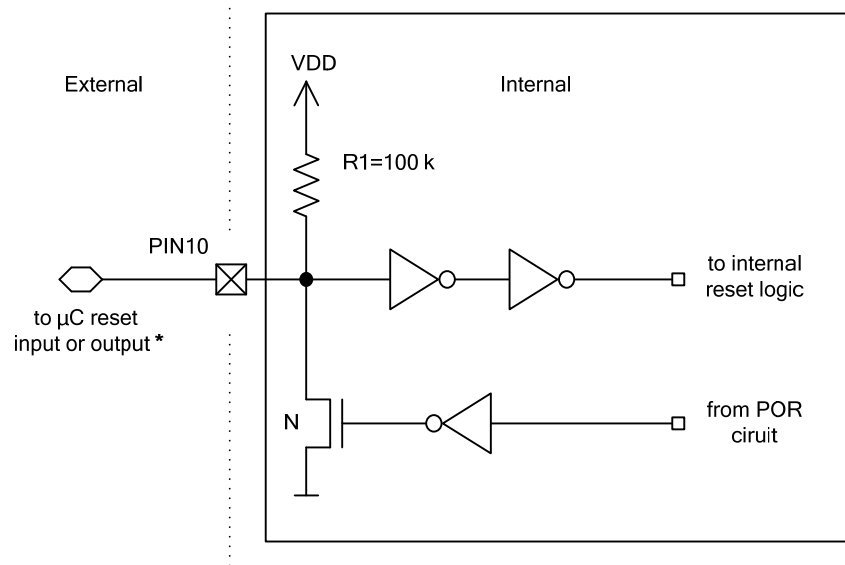 External
Internal
VDD
R1=100 k
PIN10
to µC reset
input or output *
to internal
reset logic
N
from POR
ciruit